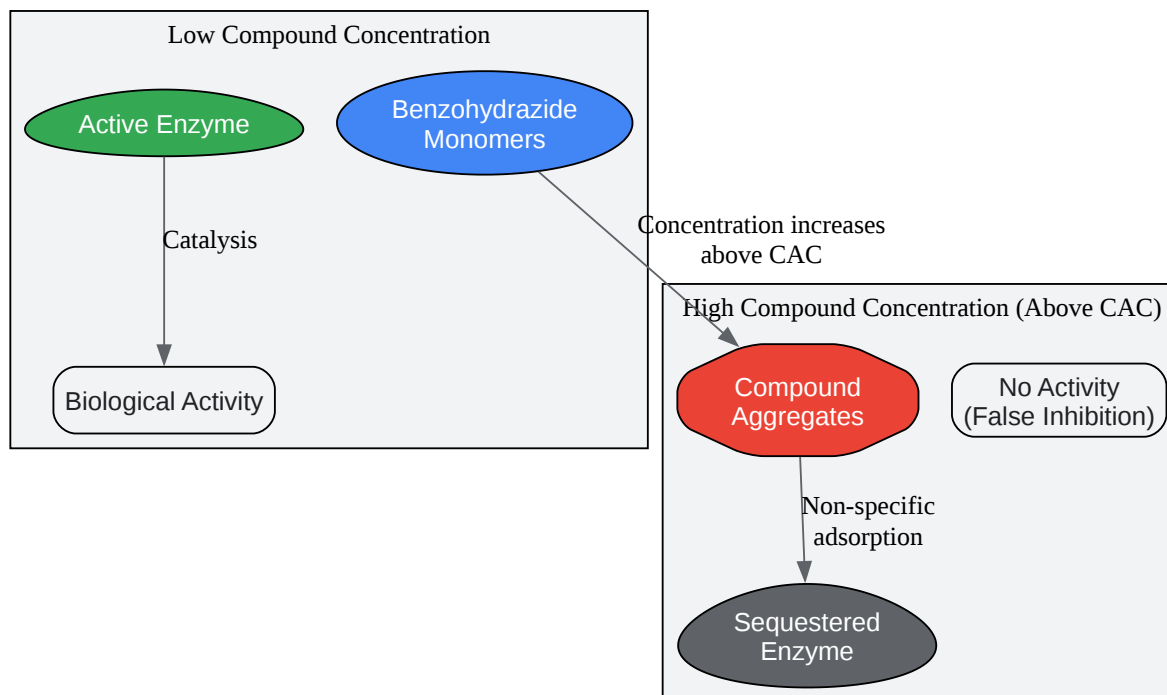 Low Compound Concentration
Active Enzyme
Benzohydrazide
Monomers
Catalysis
Concentration increases
above CAC
Biological Activity
High Compound Concentration (Above CAC)
Compound
Aggregates
No Activity
(False Inhibition)
Non-specific
adsorption
Sequestered
Enzyme